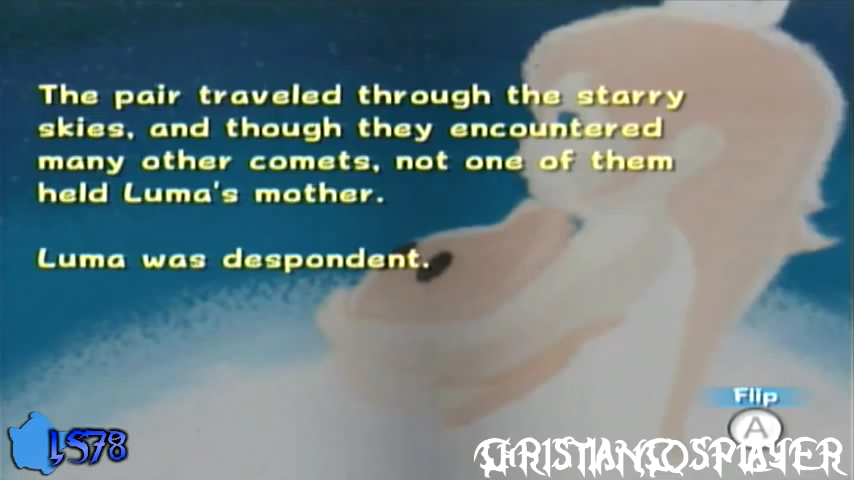 The pair traveled through the starry
skies, and though they encountered
many other comets, not one of them
held Luma's mother.
Luma was despondent.
Flip
A
LS78
CHRISTIANCOSPLAYER